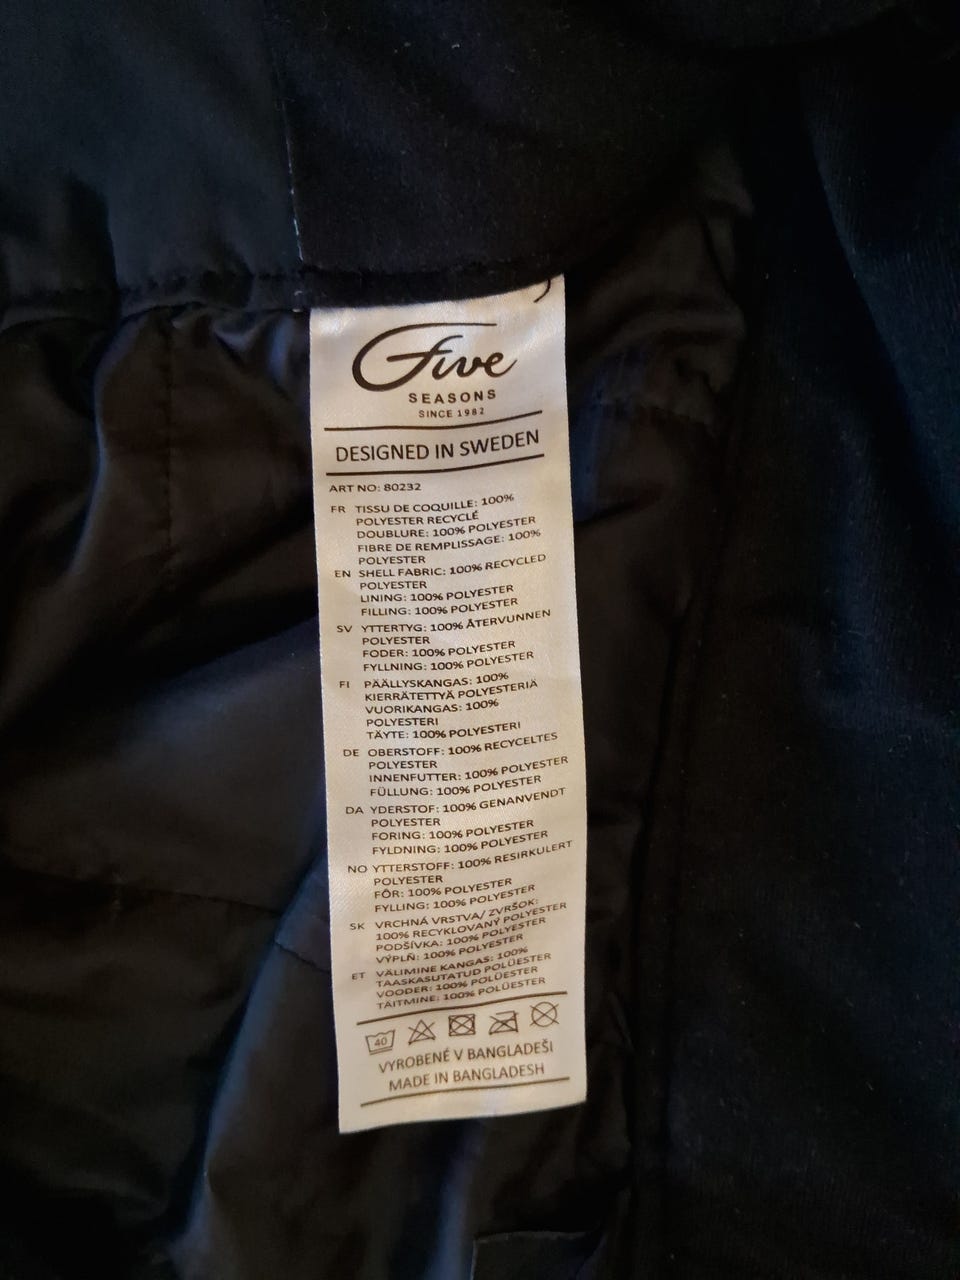 Five
SEASONS
SINCE 1982
DESIGNED IN SWEDEN
ART NO: 80232
FR TISSU DE COQUILLE: 100%
POLYESTER RECYCLÉ
DOUBLURE: 100% POLYESTER
FIBRE DE REMPLISSAGE: 100%
POLYESTER
EN SHELL FABRIC: 100% RECYCLED
POLYESTER
LINING: 100% POLYESTER
FILLING: 100% POLYESTER
SV YTTERTYG: 100% ÅTERVUNNEN
POLYESTER
FODER: 100% POLYESTER
FYLLNING: 100% POLYESTER
FI PÄÄLLYSKANGAS: 100%
KIERRÄTETTYÄ POLYESTERIÄ
VUORIKANGAS: 100%
POLYESTERI
TÄYTE: 100% POLYESTERI
DE OBERSTOFF: 100% RECYCELTES
POLYESTER
INNENFUTTER: 100% POLYESTER
FÜLLUNG: 100% POLYESTER
DA YDERSTOF: 100% GENANVENDT
POLYESTER
FORING: 100% POLYESTER
FYLDNING: 100% POLYESTER
NO YTTERSTOFF: 100% RESIRKULERT
POLYESTER
FÔR: 100% POLYESTER
FYLLING: 100% POLYESTER
SK VRCHNÁ VRSTVA/ ZVRŠOK:
100% RECYKLOVANÝ POLYESTER
PODŠÍVKA: 100% POLYESTER
VÝPLŇ: 100% POLYESTER
ET VÄLIMINE KANGAS: 100%
TAASKASUTATUD POLÜESTER
VOODER: 100% POLÜESTER
TÄITMINE: 100% POLÜESTER
40
VYROBENÉ V BANGLADEŠI
MADE IN BANGLADESH